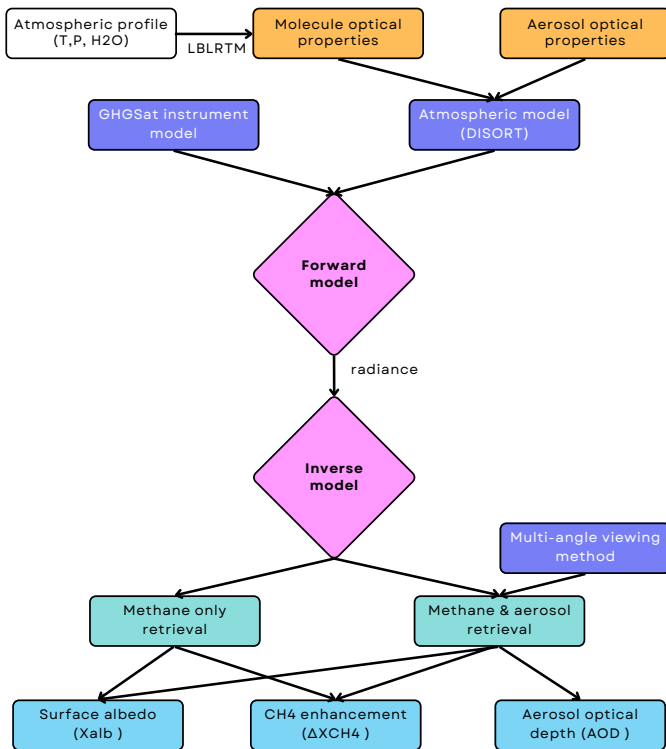 Atmospheric profile
(T,P, H2O)
LBLRTM
Molecule optical
properties
Aerosol optical
properties
GHGSat instrument
model
Atmospheric model
(DISORT)
Forward
model
radiance
Inverse
model
Multi-angle viewing
method
Methane only
retrieval
Methane & aerosol
retrieval
Surface albedo
(Xalb )
CH4 enhancement
(ΔXCH4 )
Aerosol optical
depth (AOD )